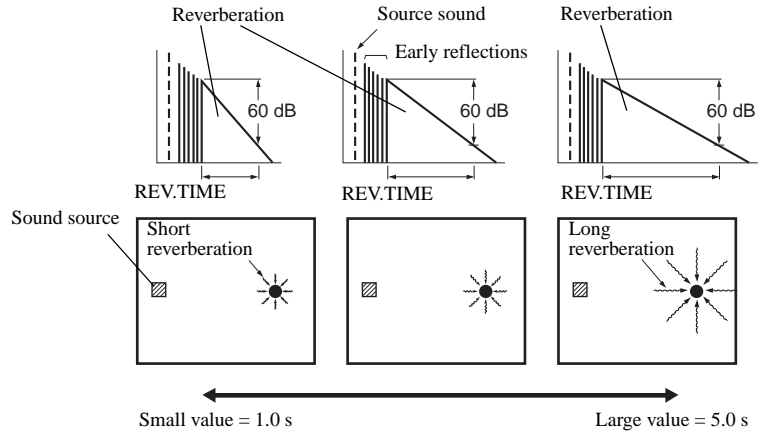 Reverberation
Source sound
Reverberation
Early reflections
60 dB
60 dB
60 dB
REV.TIME
REV.TIME
REV.TIME
Sound source
Short
reverberation
Long
reverberation
Small value = 1.0 s
Large value = 5.0 s